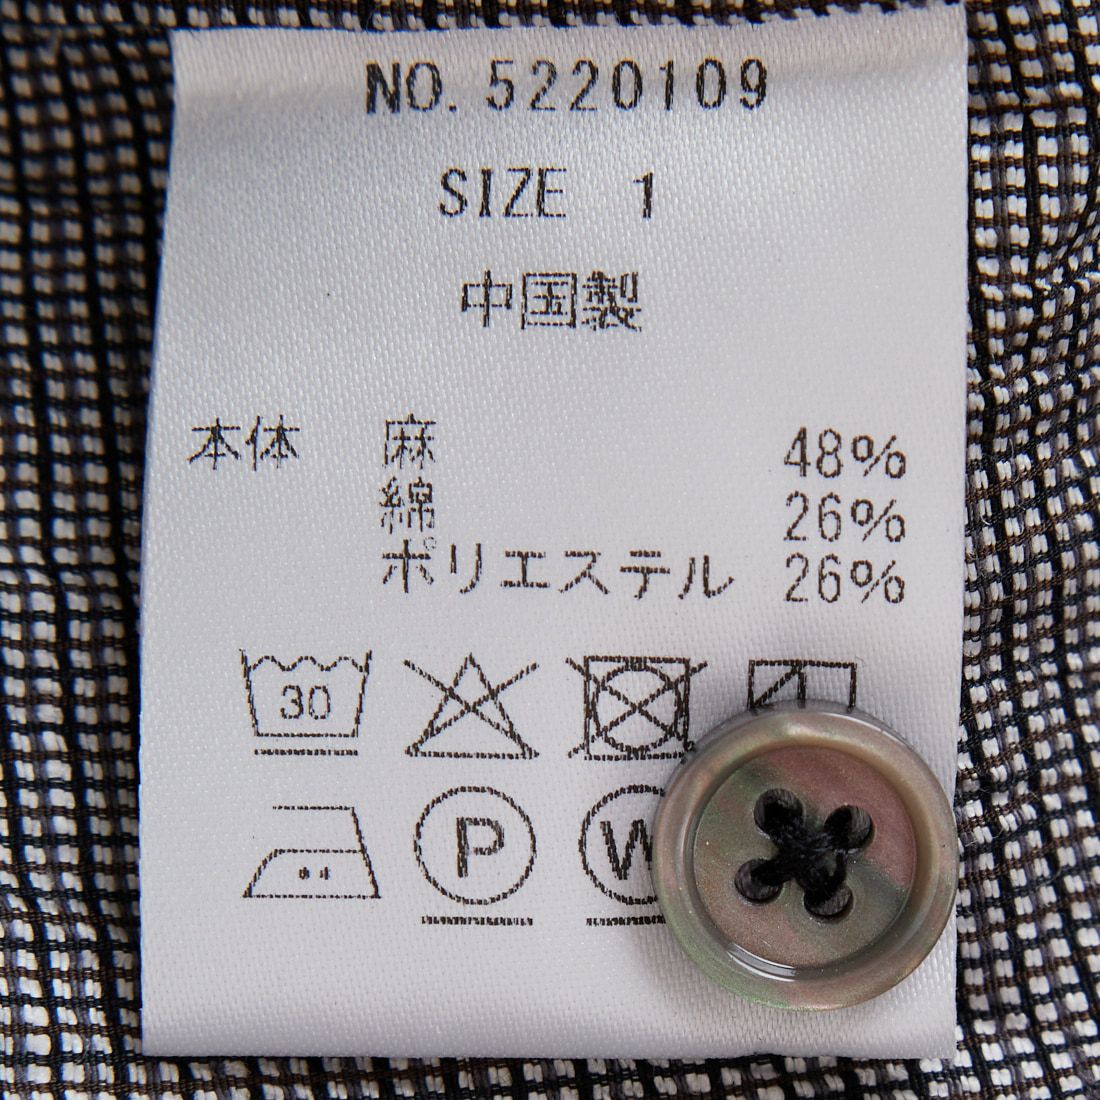 NO. 5220109
SIZE 1
中国製
本体 麻 48%
綿 26%
ポリエステル 26%
30
P
W